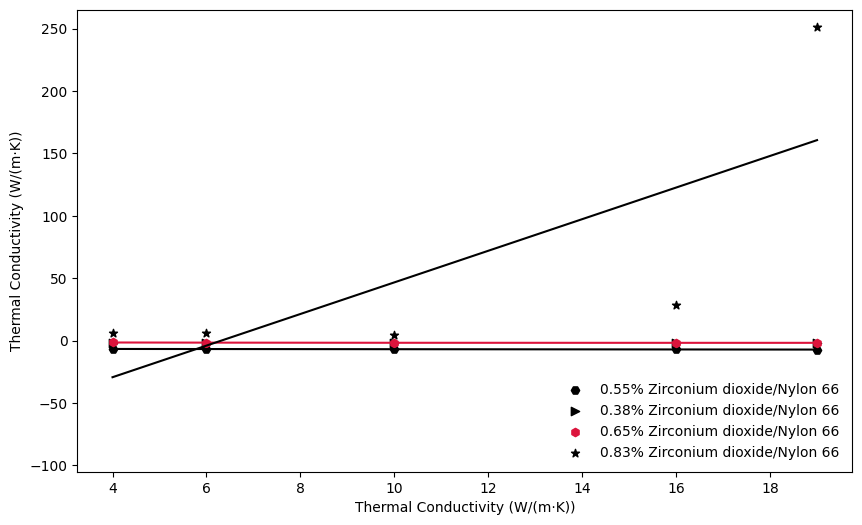 250
200
150
100
50
0
−50
−100
Thermal Conductivity (W/(m·K))
4
6
8
10
12
14
16
18
Thermal Conductivity (W/(m·K))
0.55% Zirconium dioxide/Nylon 66
0.38% Zirconium dioxide/Nylon 66
0.65% Zirconium dioxide/Nylon 66
0.83% Zirconium dioxide/Nylon 66